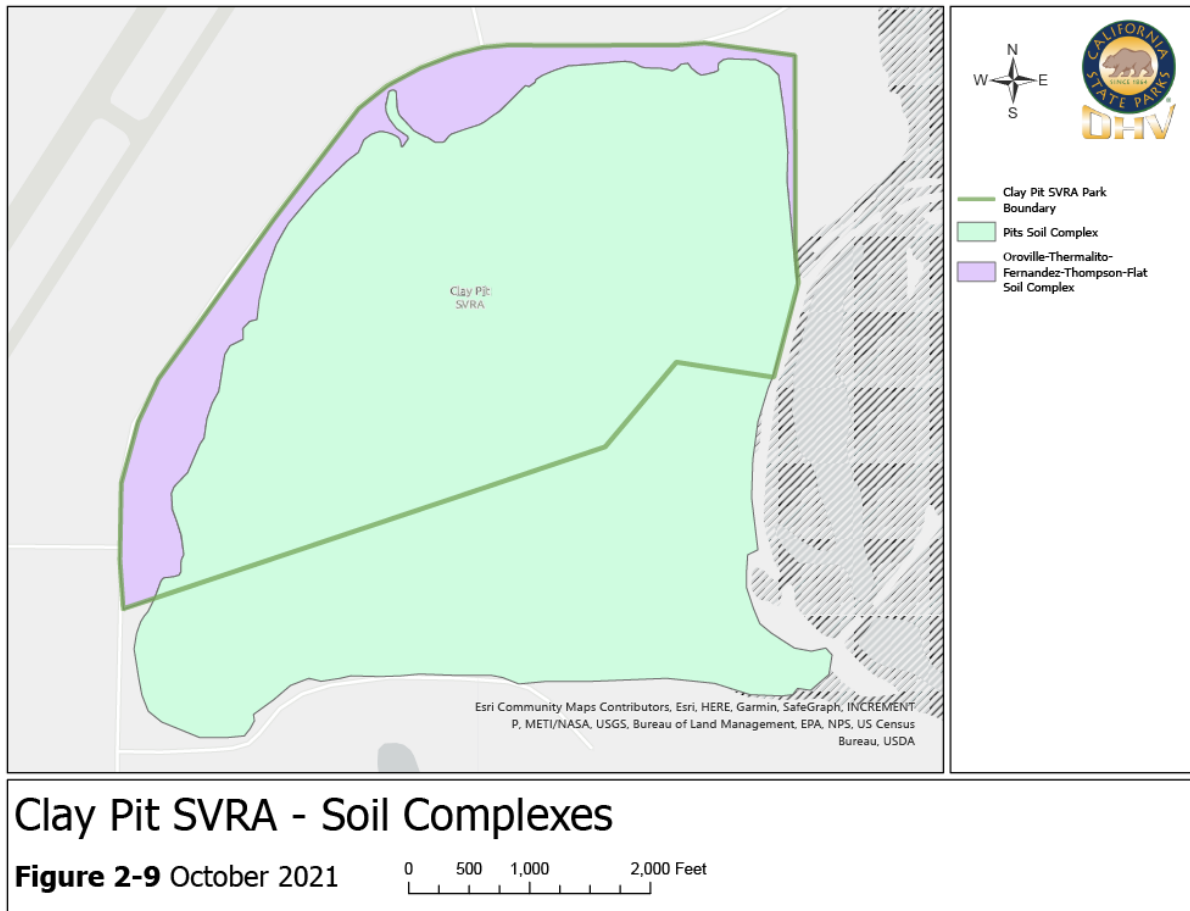 Clay Pit
SVRA
Esri Community Maps Contributors, Esri, HERE, Garmin, SafeGraph, INCREMENT
P, METI/NASA, USGS, Bureau of Land Management, EPA, NPS, US Census
Bureau, USDA
N
W E
S
CALIFORNIA
STATE PARKS
SINCE 1864
OHV
Clay Pit SVRA Park
Boundary
Pits Soil Complex
Oroville-Thermalito-
Fernandez-Thompson-Flat
Soil Complex
Clay Pit SVRA - Soil Complexes
Figure 2-9 October 2021
0 500 1,000 2,000 Feet